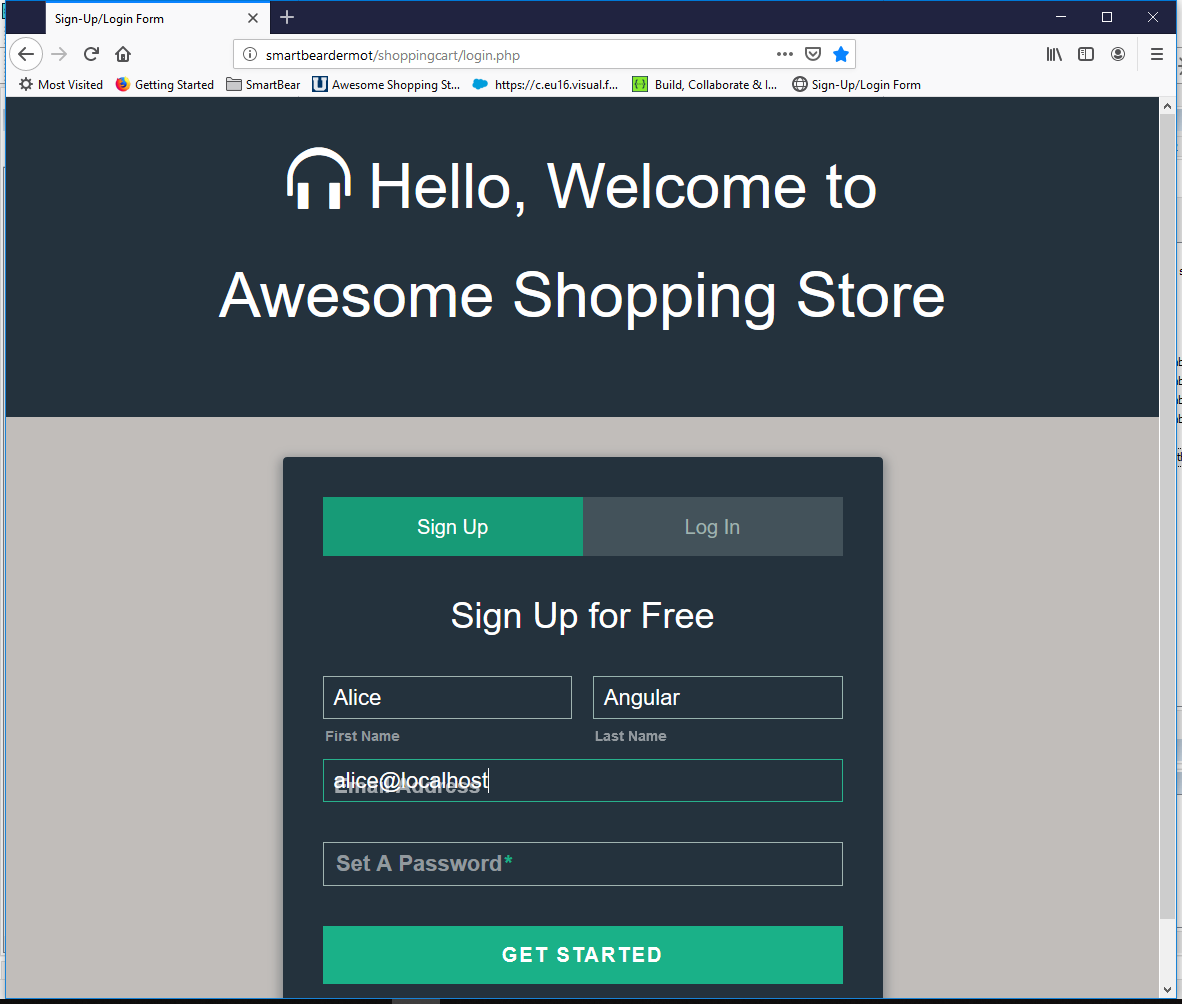 Sign-Up/Login Form
smartbeardermot/shoppingcart/login.php
Most Visited Getting Started SmartBear Awesome Shopping St... https://c.eu16.visual.f... Build, Collaborate & I... Sign-Up/Login Form
Hello, Welcome to
Awesome Shopping Store
Sign Up Log In
Sign Up for Free
Alice Angular
First Name Last Name
alice@localhost
Email Address
Set A Password*
GET STARTED